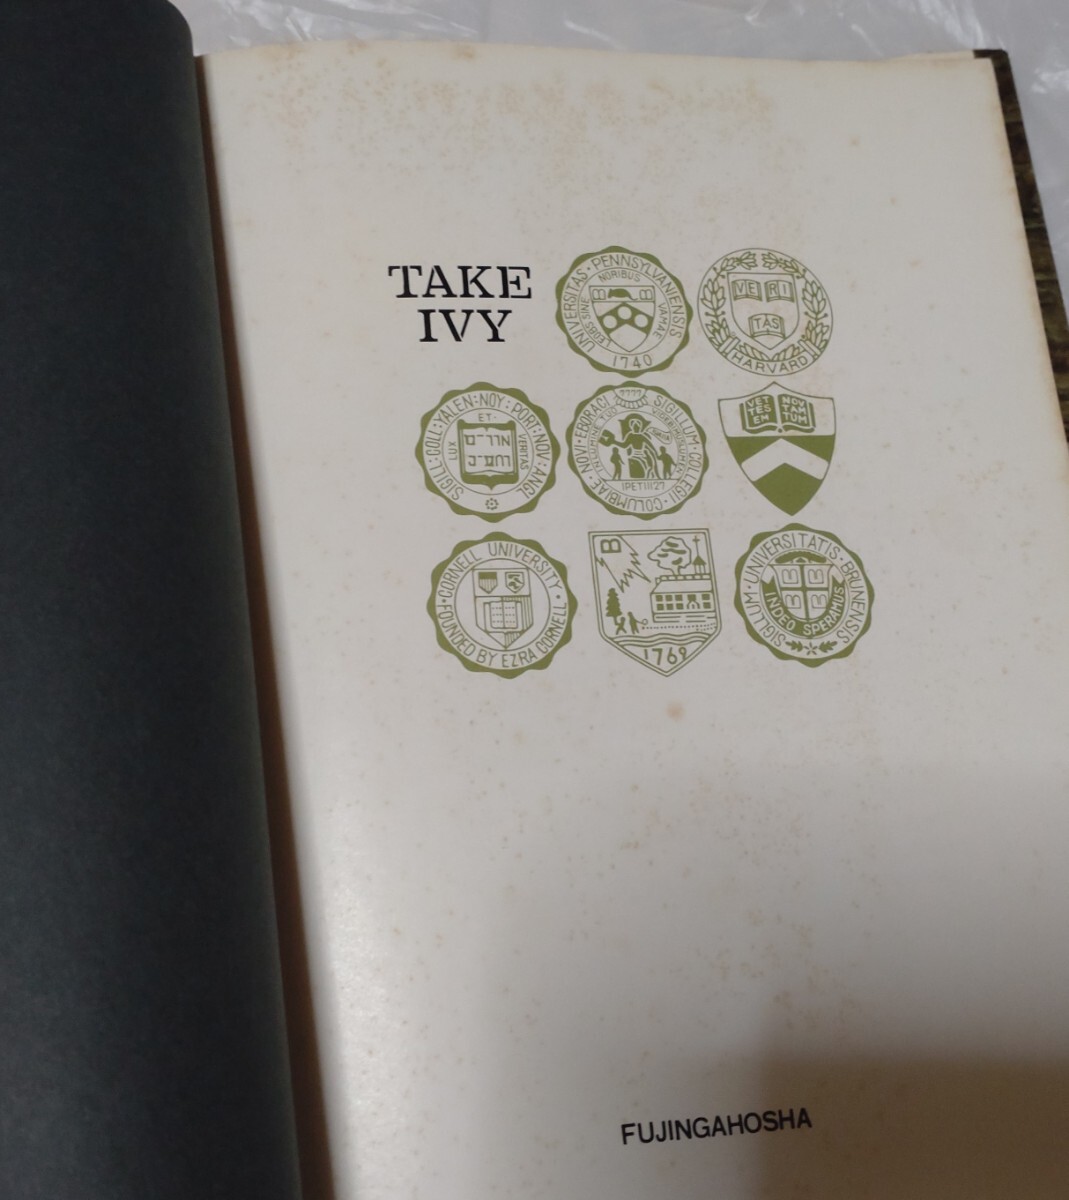 TAKE
IVY
UNIVERSITAS · PENNSYLVANIENSIS
LEGES SINE NORIBUS VANAE
1740
VE RI
TAS
HARVARD
SIGILL: COLL: YALEN: NOV: PORT: NOV: ANGL
LUX ET VERITAS
SIGILLUM · COLLEGII · COLUMBIAE · NOVI · EBORACI
VET NOV
TES TAM
EN TUM
· CORNELL UNIVERSITY ·
FOUNDED BY EZRA CORNELL
B
1769
SIGILLUM · UNIVERSITATIS · BRUNENSIS
IN DEO SPERAMUS
FUJINGAHOSHA